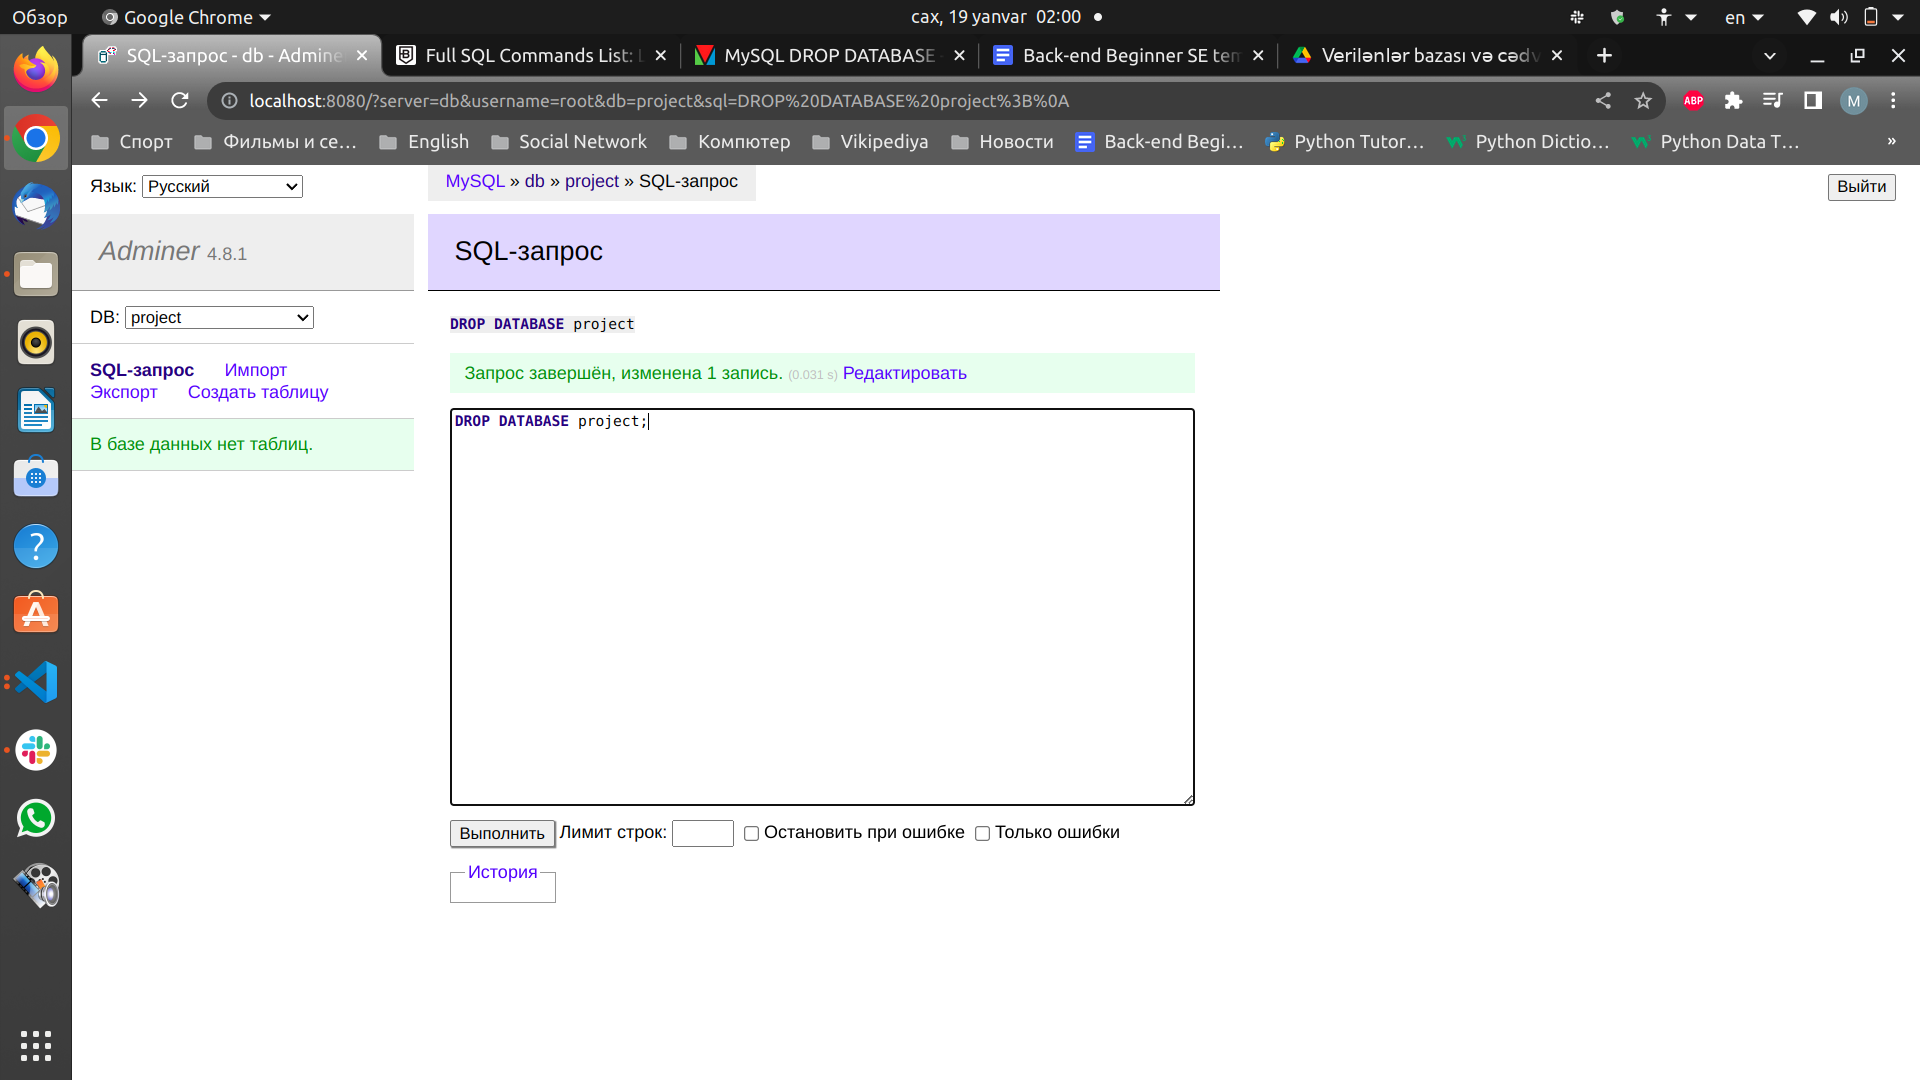 Обзор
Google Chrome
cax, 19 yanvar 02:00
en
SQL-запрос - db - Admine
Full SQL Commands List: L
MySQL DROP DATABASE -
Back-end Beginner SE tem
Verilənlər bazası və cədv
localhost:8080/?server=db&username=root&db=project&sql=DROP%20DATABASE%20project%3B%0A
ABP
M
Спорт
Фильмы и се...
English
Social Network
Компютер
Vikipediya
Новости
Back-end Begi...
Python Tutor...
Python Dictio...
Python Data T...
»
Язык: Русский
MySQL » db » project » SQL-запрос
Выйти
Adminer 4.8.1
SQL-запрос
DB: project
DROP DATABASE project
SQL-запрос Импорт
Экспорт Создать таблицу
Запрос завершён, изменена 1 запись. (0.031 s) Редактировать
DROP DATABASE project;
В базе данных нет таблиц.
Выполнить Лимит строк: Остановить при ошибке Только ошибки
История